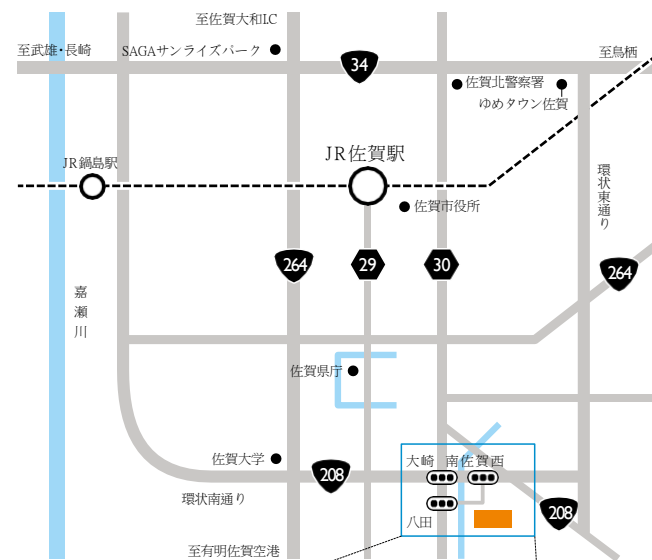 至佐賀大和I.C
至武雄・長崎
SAGAサンライズパーク
至鳥栖
34
佐賀北警察署
ゆめタウン佐賀
JR鍋島駅
JR佐賀駅
環状東通り
佐賀市役所
264
29
30
264
嘉瀬川
佐賀県庁
佐賀大学
大崎
南佐賀西
208
環状南通り
208
八田
至有明佐賀空港